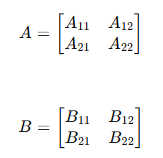 A = [ A₁₁ A₁₂
A₂₁ A₂₂ ]
B = [ B₁₁ B₁₂
B₂₁ B₂₂ ]